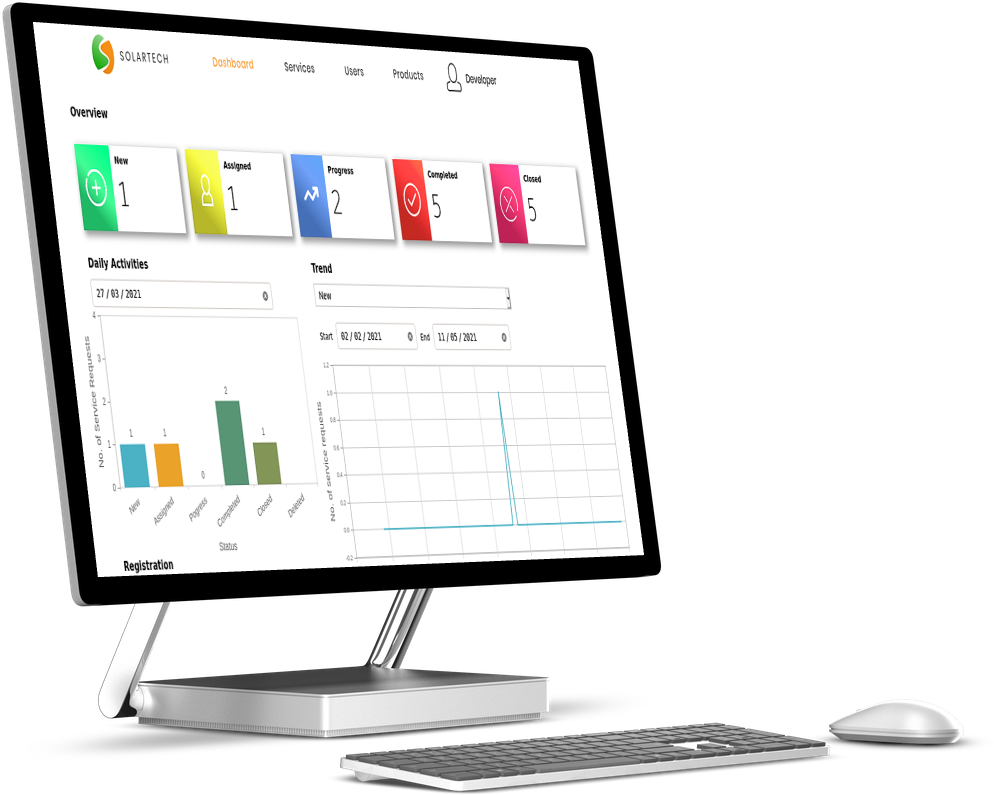 SOLARTECH
Dashboard Services Users Products Developer
Overview
New
1
Assigned
1
Progress
2
Completed
5
Closed
5
Daily Activities
27 / 03 / 2021
4
3
2
1
0
No. of Service Requests
1
1
0
2
1
New
Assigned
Pogress
Completed
Closed
Deleted
Status
Trend
New
Start 02 / 02 / 2021 End 11 / 05 / 2021
1.2
1.0
0.8
0.6
0.4
0.2
0.0
-0.2
No. of service requests
Registration